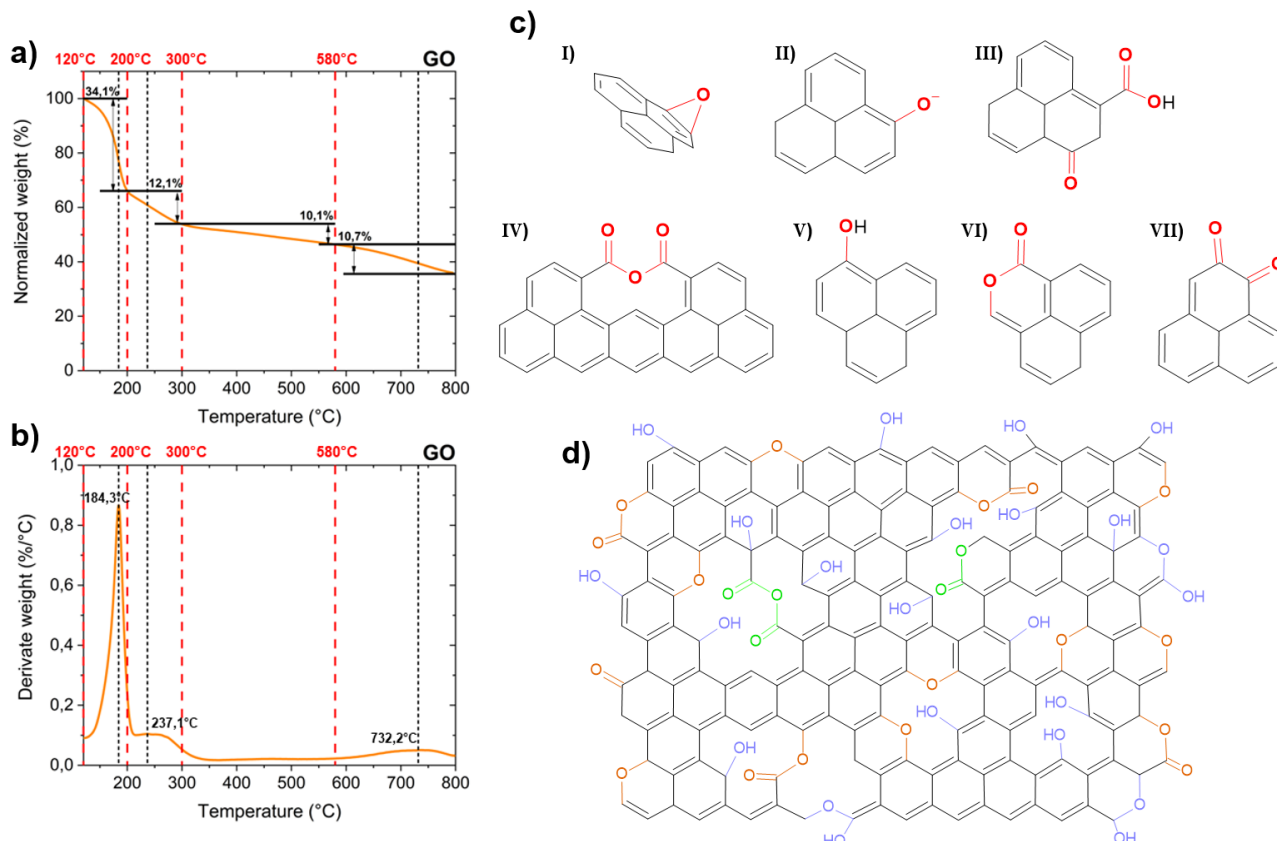 a)
120°C 200°C 300°C 580°C GO
34,1%
12,1%
10,1%
10,7%
100
80
60
40
20
0
Normalized weight (%)
200 300 400 500 600 700 800
Temperature (°C)
b)
120°C 200°C 300°C 580°C GO
184,3°C
237,1°C
732,2°C
1,0
0,8
0,6
0,4
0,2
0,0
Derivate weight (%/°C)
200 300 400 500 600 700 800
Temperature (°C)
c)
I)
O
II)
O−
III)
O
OH
O
IV)
O O
O
V)
OH
VI)
O
O
VII)
O
O
d)
OH
HO O OH OH
O O
O O
HO
HO OH OH
O O
HO O HO O
O
O HO OH
OH O OH
O O O
O O
HO HO
OH O OH
O O
O O
O O
HO OH